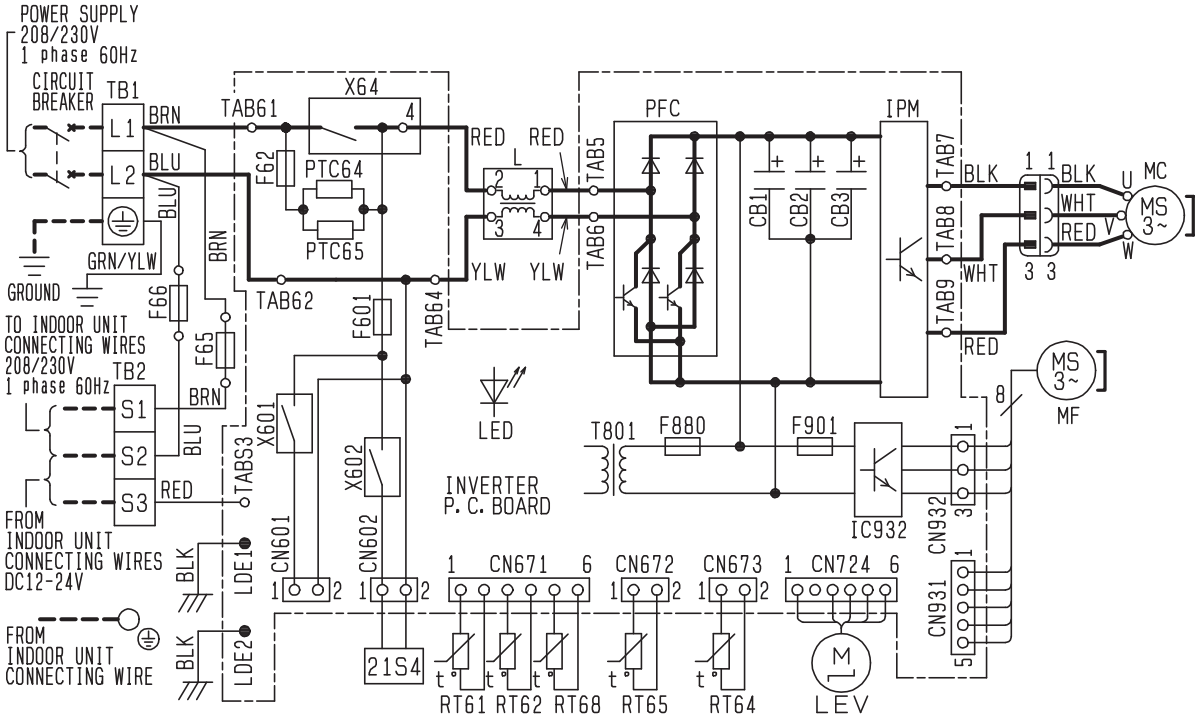 POWER SUPPLY
208/230V
1 phase 60Hz
CIRCUIT
BREAKER
TB1
L1
L2
BRN
BLU
BLU
BRN
GRN/YLW
GROUND
TO INDOOR UNIT
CONNECTING WIRES
208/230V
1 phase 60Hz
TB2
S1
S2
S3
BRN
BLU
RED
F66
F65
FROM
INDOOR UNIT
CONNECTING WIRES
DC12-24V
FROM
INDOOR UNIT
CONNECTING WIRE
BLK
BLK
LDE1
LDE2
TABS3
TAB61
X64
4
F62
PTC64
PTC65
TAB62
F601
TAB64
RED
YLW
L
2 1
3 4
RED
YLW
TAB5
TAB6
PFC
CB1
+
CB2
+
CB3
+
IPM
TAB7
TAB8
TAB9
BLK
WHT
RED
1 1
3 3
BLK
WHT
RED
U
V
W
MC
MS
3~
MS
3~
MF
8
X601
X602
LED
INVERTER
P. C. BOARD
T801
F880
F901
IC932
CN932
1
3
CN931
1
5
CN601
1 2
CN602
1 2
21S4
1 CN671 6
CN672
1 2
CN673
1 2
1 CN724 6
t°
t°
t°
t°
t°
RT61 RT62 RT68
RT65
RT64
M
LEV